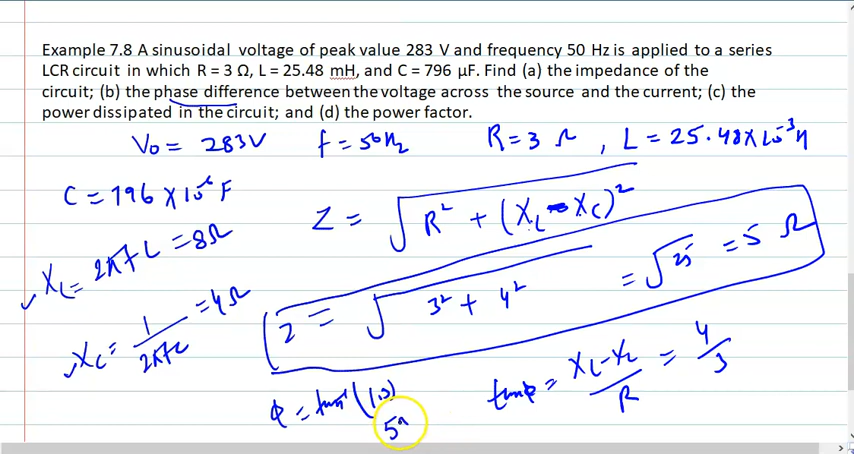 Example 7.8 A sinusoidal voltage of peak value 283 V and frequency 50 Hz is applied to a series
LCR circuit in which R = 3 Ω, L = 25.48 mH, and C = 796 μF. Find (a) the impedance of the
circuit; (b) the phase difference between the voltage across the source and the current; (c) the
power dissipated in the circuit; and (d) the power factor.
V₀ = 283V f = 50Hz R = 3 Ω , L = 25.48 × 10⁻³ H
C = 796 × 10⁻⁶ F
Z = √(R² + (X_L - X_C)²)
X_L = 2πfL = 8Ω
Z = √(3² + 4²) = √25 = 5 Ω
X_C = 1/(2πfC) = 4Ω
tanφ = (X_L - X_C)/R = 4/3
φ = tan⁻¹(1.3)